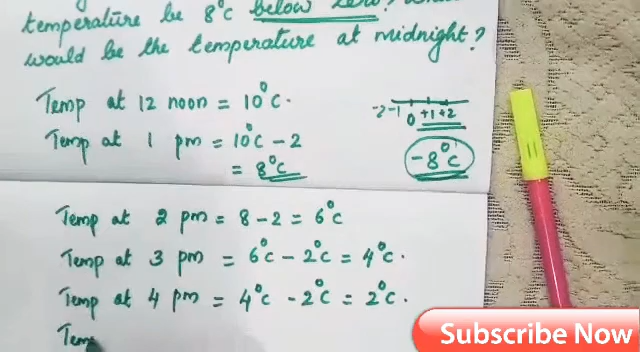 temperature be 8°C below zero? What
would be the temperature at midnight?
Temp at 12 noon = 10°C.
-2 -1 0 +1 +2
Temp at 1 pm = 10°C - 2
= 8°C
-8°C
Temp at 2 pm = 8 - 2 = 6°C
Temp at 3 pm = 6°C - 2°C = 4°C.
Temp at 4 pm = 4°C - 2°C = 2°C.
Temp
Subscribe Now